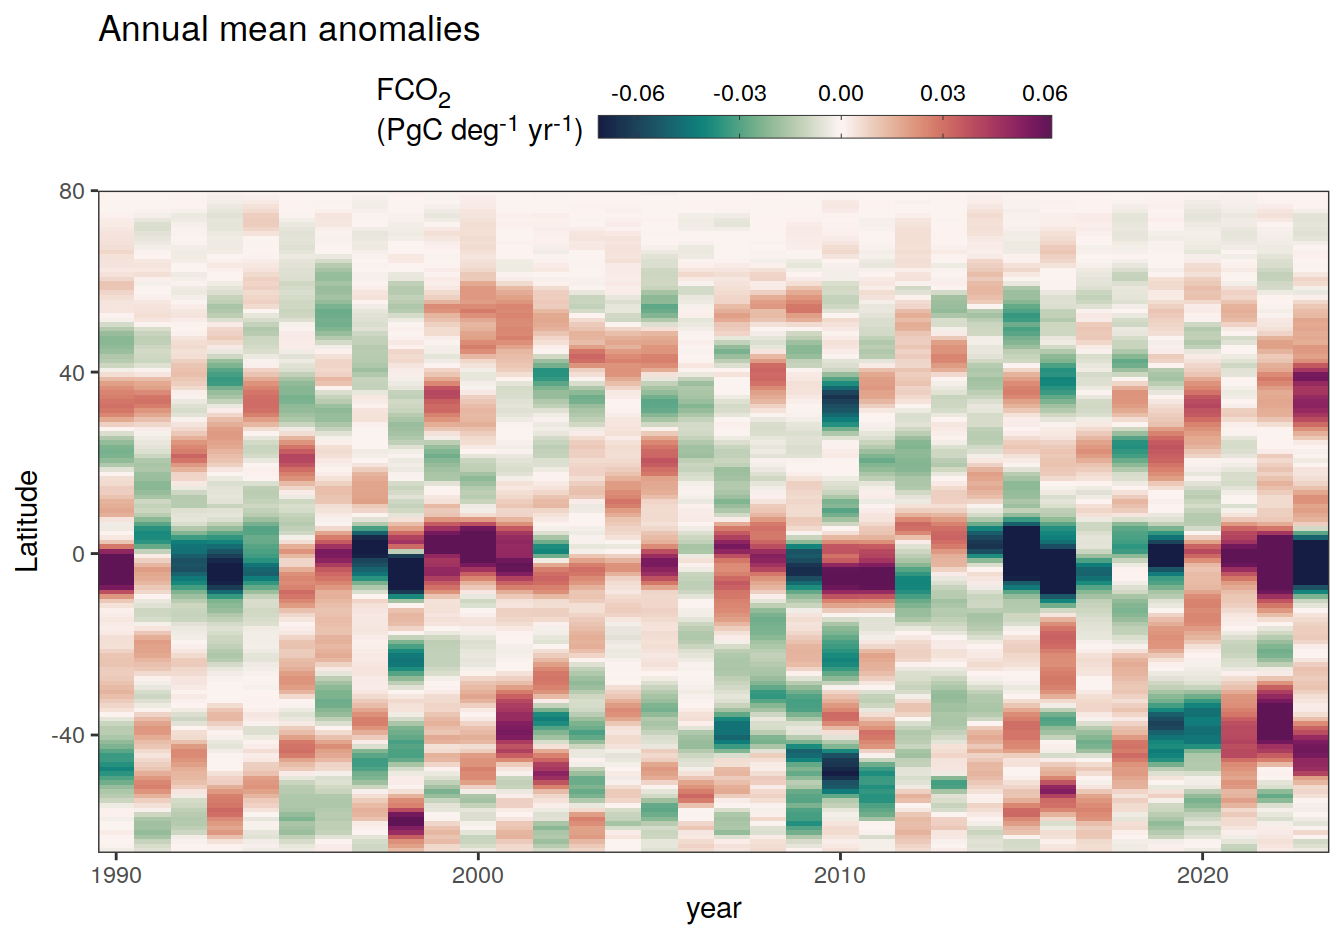 Annual mean anomalies
FCO₂
(PgC deg⁻¹ yr⁻¹)
-0.06 -0.03 0.00 0.03 0.06
Latitude
80
40
0
-40
1990 2000 2010 2020
year